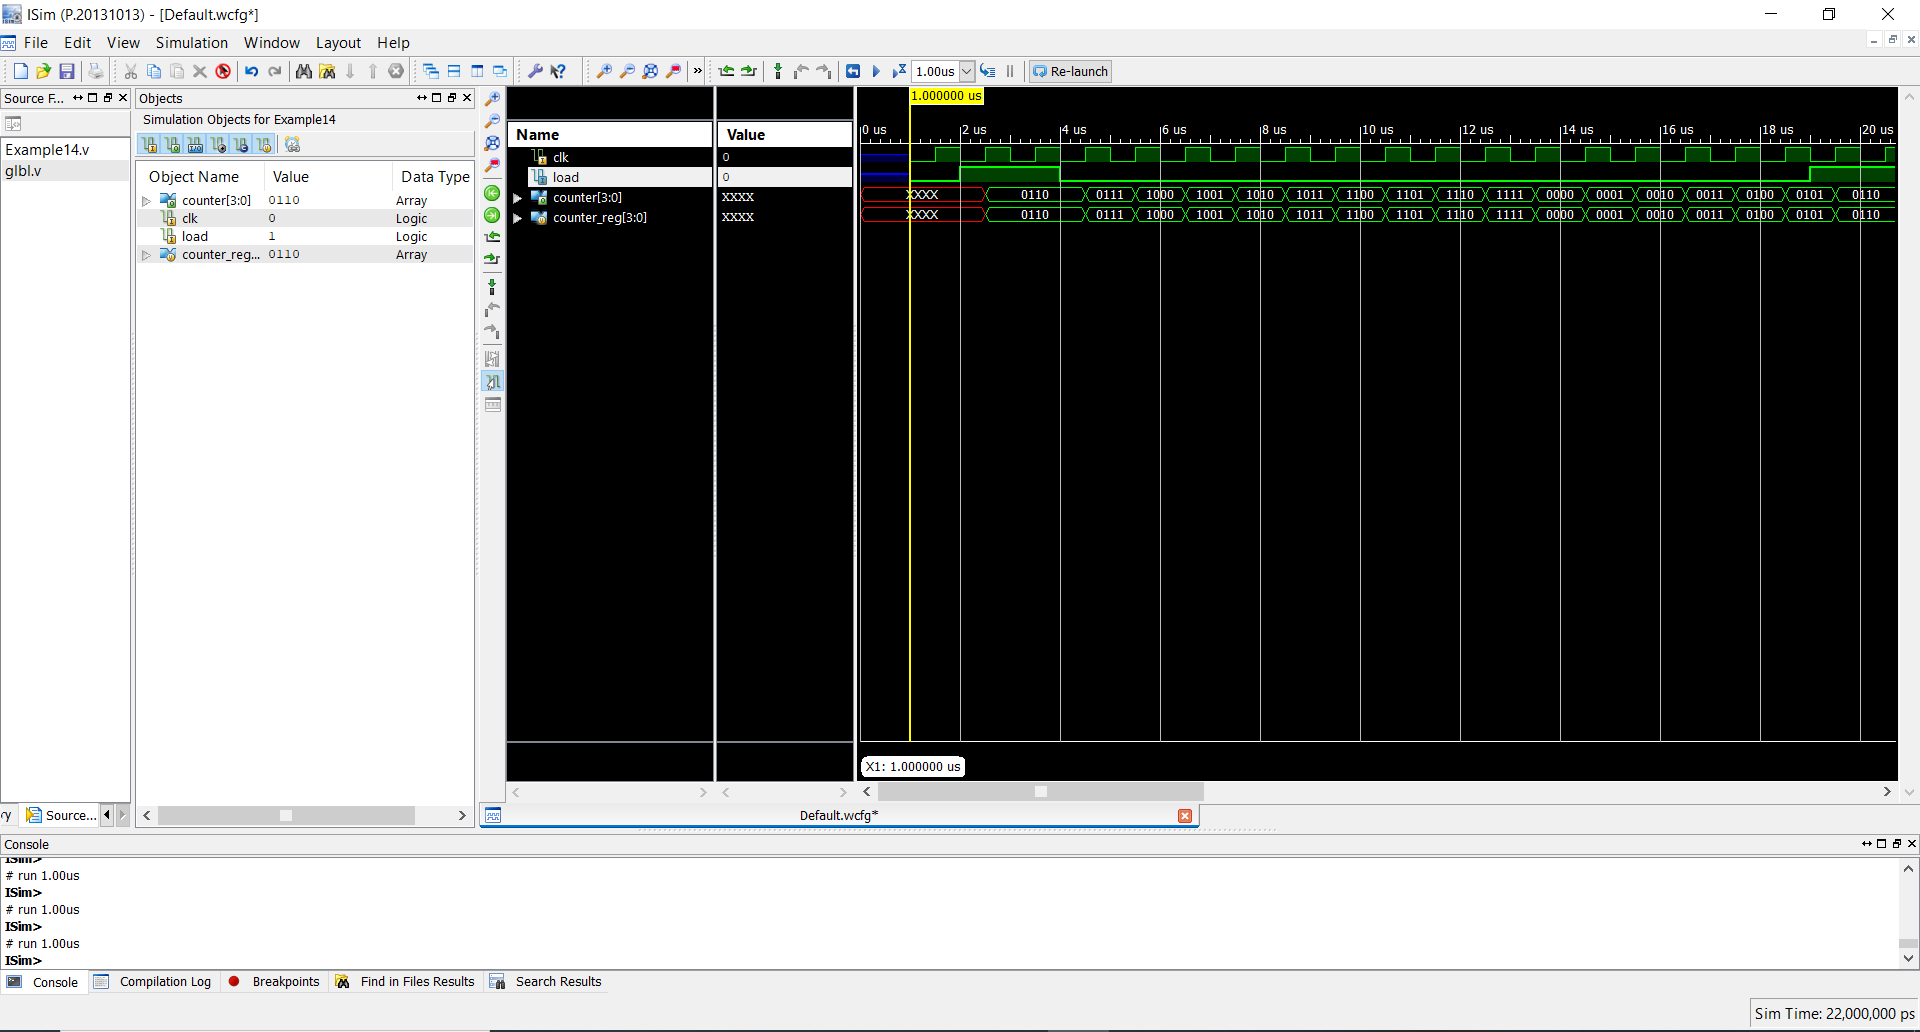 ISim (P.20131013) - [Default.wcfg*]
File Edit View Simulation Window Layout Help
» 1.00us Re-launch
Source F...
Example14.v
glbl.v
Source...
Objects
Simulation Objects for Example14
Object Name Value Data Type
counter[3:0] 0110 Array
clk 0 Logic
load 1 Logic
counter_reg... 0110 Array
Name Value
clk 0
load 0
counter[3:0] XXXX
counter_reg[3:0] XXXX
1.000000 us
0 us 2 us 4 us 6 us 8 us 10 us 12 us 14 us 16 us 18 us 20 us
XXXX 0110 0111 1000 1001 1010 1011 1100 1101 1110 1111 0000 0001 0010 0011 0100 0101 0110
XXXX 0110 0111 1000 1001 1010 1011 1100 1101 1110 1111 0000 0001 0010 0011 0100 0101 0110
X1: 1.000000 us
Default.wcfg*
Console
ISim>
# run 1.00us
ISim>
# run 1.00us
ISim>
# run 1.00us
ISim>
Console Compilation Log Breakpoints Find in Files Results Search Results
Sim Time: 22,000,000 ps